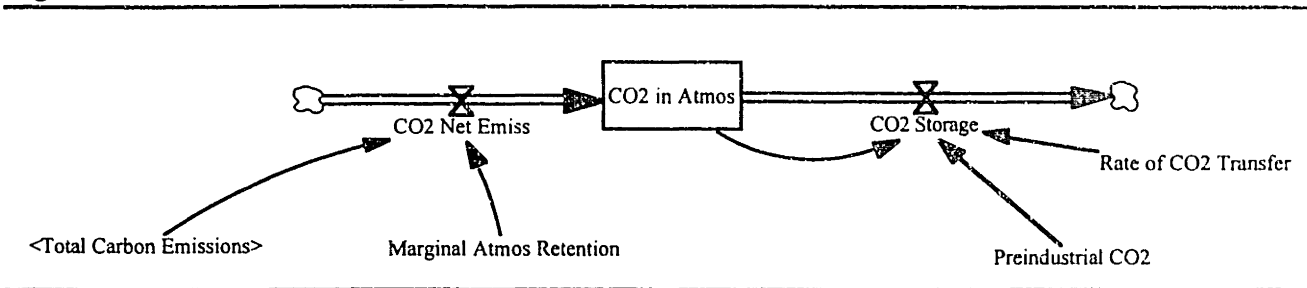 CO2 in Atmos
CO2 Net Emiss
CO2 Storage
Rate of CO2 Transfer
<Total Carbon Emissions>
Marginal Atmos Retention
Preindustrial CO2